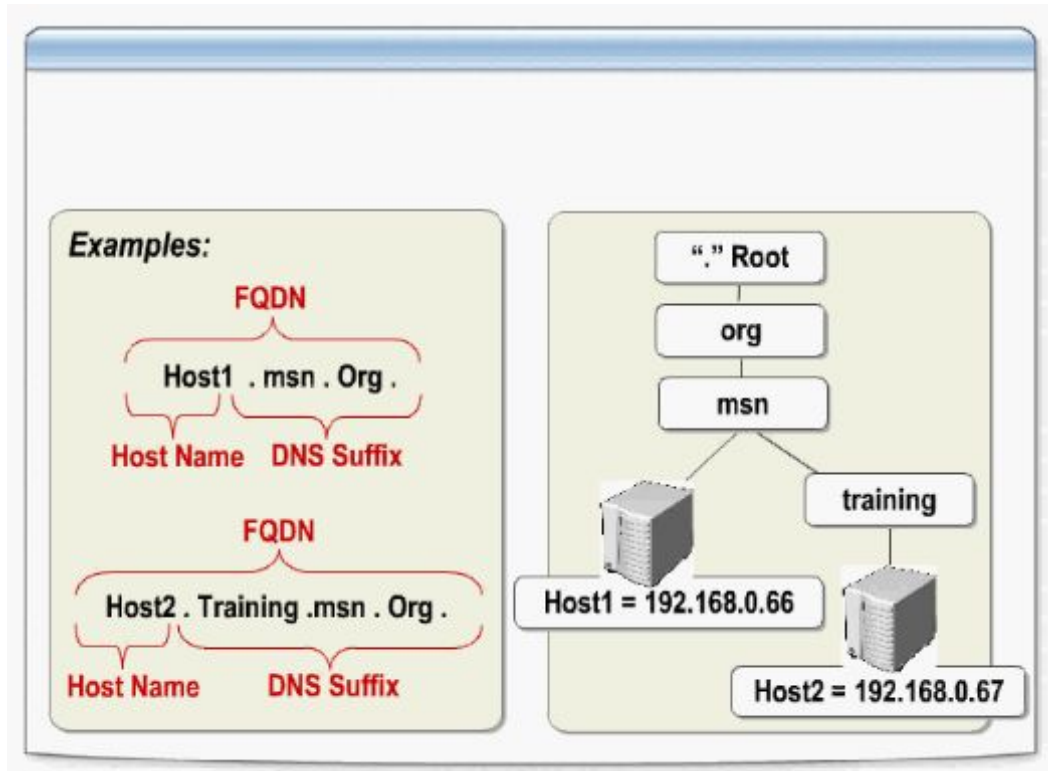 Examples:
FQDN
Host1 . msn . Org .
Host Name DNS Suffix
FQDN
Host2 . Training .msn . Org .
Host Name DNS Suffix
“.” Root
org
msn
training
Host1 = 192.168.0.66
Host2 = 192.168.0.67